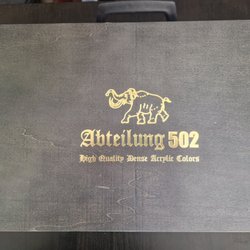 Abteilung 502
High Quality Dense Acrylic Colors